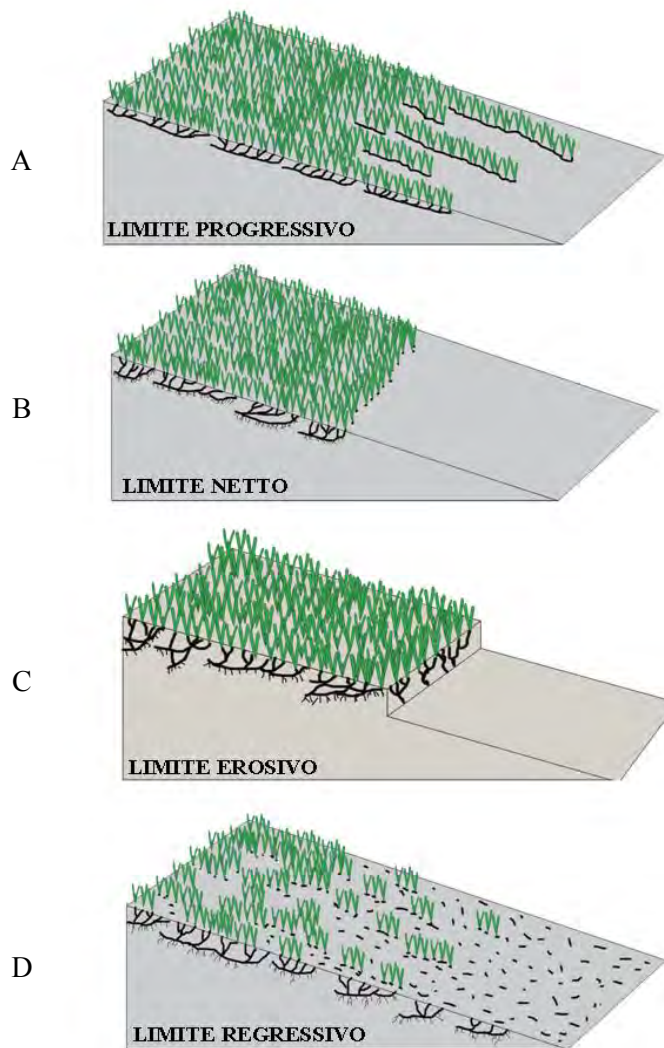 A
LIMITE PROGRESSIVO
B
LIMITE NETTO
C
LIMITE EROSIVO
D
LIMITE REGRESSIVO